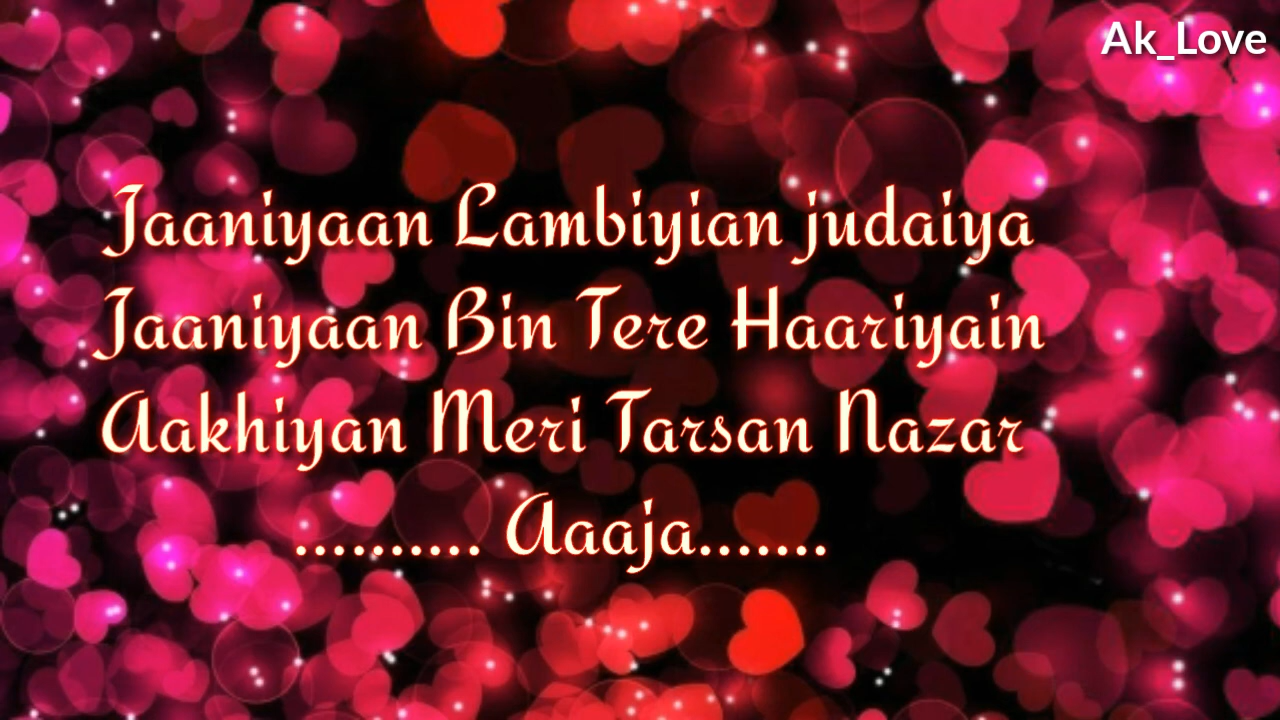 Ak_Love
Jaaniyaan Lambiyian judaiya
Jaaniyaan Bin Tere Haariyain
Aakhiyan Meri Tarsan Nazar
.......... Aaaja.......